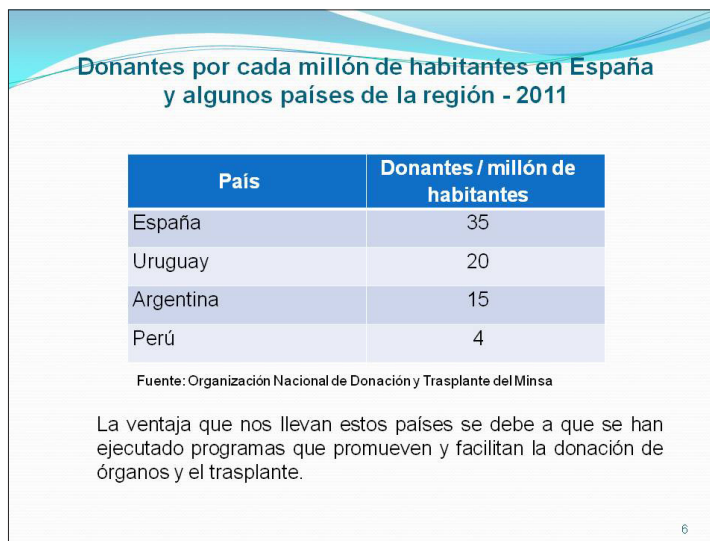 Donantes por cada millón de habitantes en España
y algunos países de la región - 2011
País Donantes / millón de
habitantes
España 35
Uruguay 20
Argentina 15
Perú 4
Fuente: Organización Nacional de Donación y Trasplante del Minsa
La ventaja que nos llevan estos países se debe a que se han
ejecutado programas que promueven y facilitan la donación de
órganos y el trasplante.
6